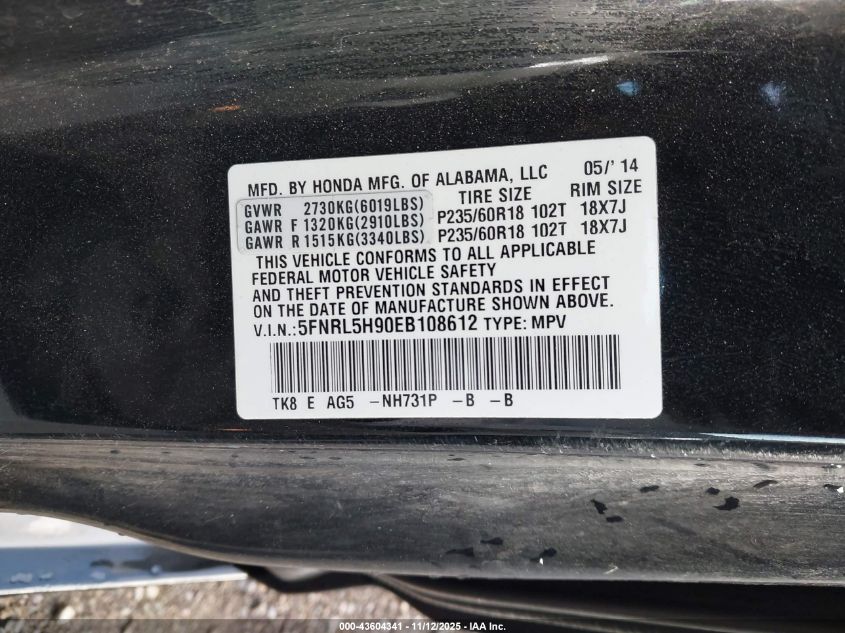 MFD. BY HONDA MFG. OF ALABAMA, LLC 05/'14
TIRE SIZE RIM SIZE
GVWR 2730KG(6019LBS)
GAWR F 1320KG(2910LBS) P235/60R18 102T 18X7J
GAWR R 1515KG(3340LBS) P235/60R18 102T 18X7J
THIS VEHICLE CONFORMS TO ALL APPLICABLE
FEDERAL MOTOR VEHICLE SAFETY
AND THEFT PREVENTION STANDARDS IN EFFECT
ON THE DATE OF MANUFACTURE SHOWN ABOVE.
V.I.N.:5FNRL5H90EB108612 TYPE: MPV
TK8 E AG5 -NH731P -B -B
000-43604341 - 11/12/2025 - IAA Inc.